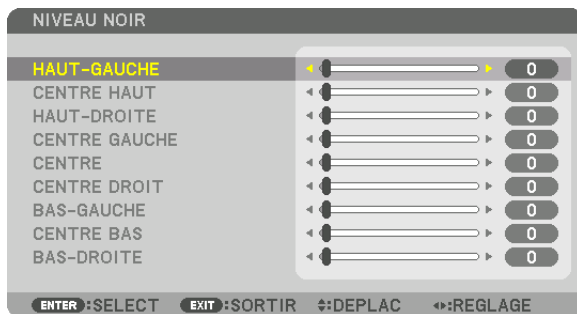 NIVEAU NOIR
HAUT-GAUCHE 0
CENTRE HAUT 0
HAUT-DROITE 0
CENTRE GAUCHE 0
CENTRE 0
CENTRE DROIT 0
BAS-GAUCHE 0
CENTRE BAS 0
BAS-DROITE 0
ENTER :SELECT EXIT :SORTIR :DEPLAC :REGLAGE